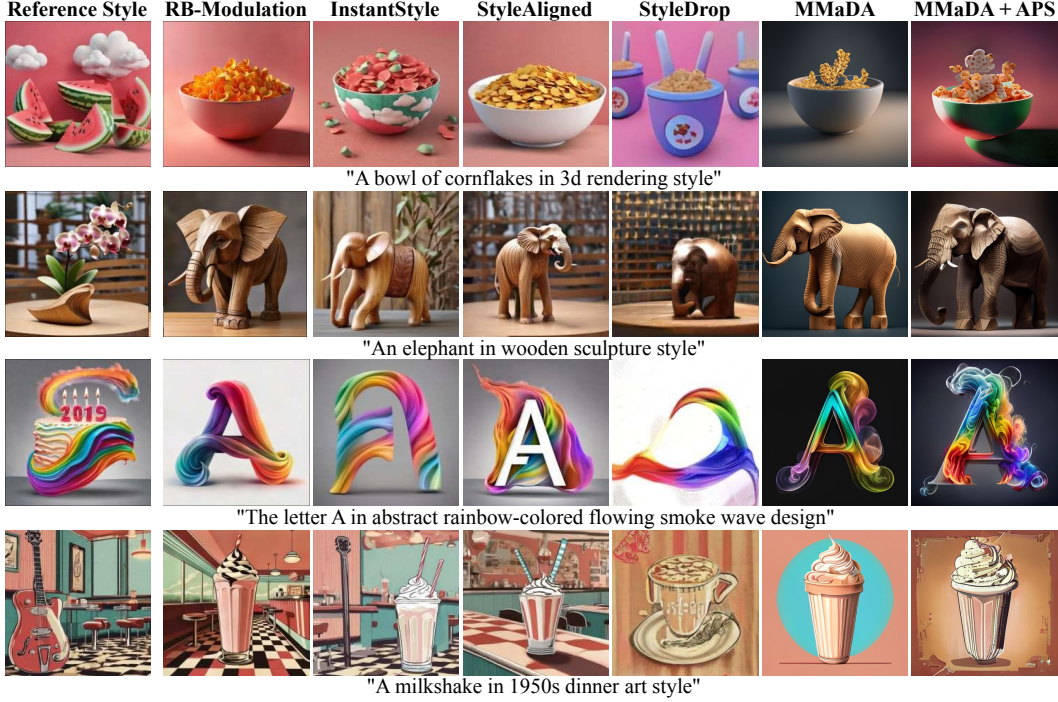 Reference Style RB-Modulation InstantStyle StyleAligned StyleDrop MMaDA MMaDA + APS
"A bowl of cornflakes in 3d rendering style"
"An elephant in wooden sculpture style"
2019
A A A A A
"The letter A in abstract rainbow-colored flowing smoke wave design"
"A milkshake in 1950s dinner art style"